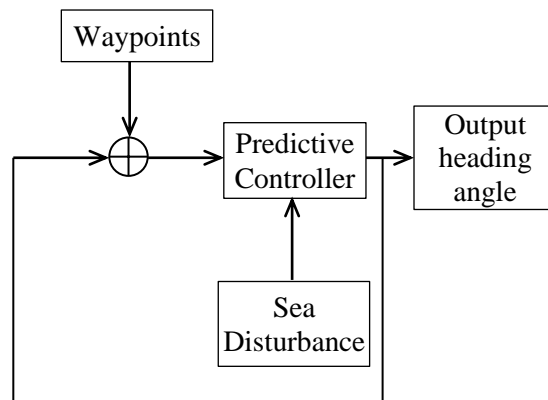 Waypoints
Predictive
Controller
Output
heading
angle
Sea
Disturbance